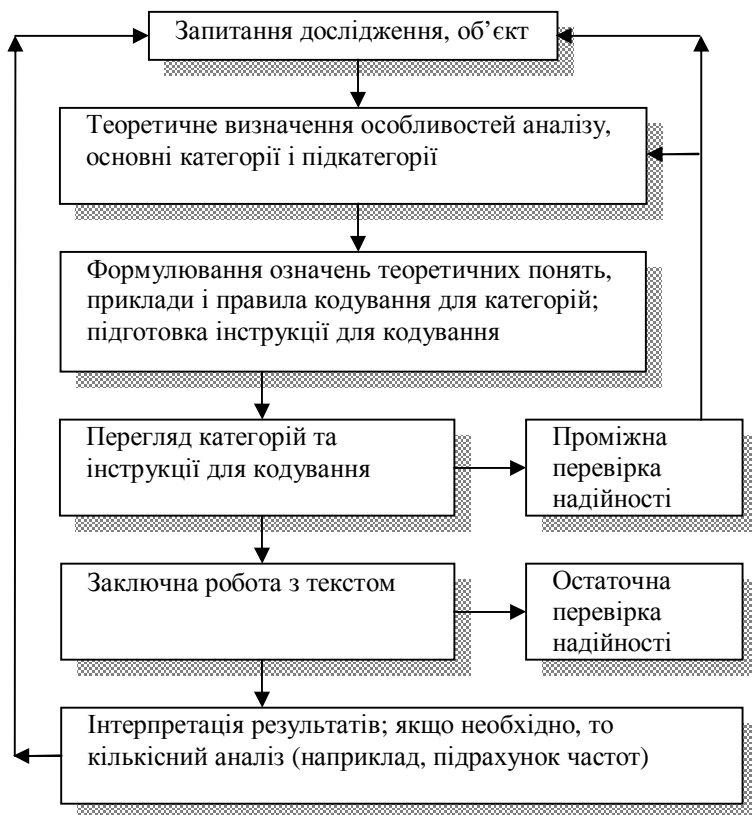 Запитання дослідження, об’єкт
Теоретичне визначення особливостей аналізу,
основні категорії і підкатегорії
Формулювання означень теоретичних понять,
приклади і правила кодування для категорій;
підготовка інструкції для кодування
Перегляд категорій та
інструкції для кодування
Проміжна
перевірка
надійності
Заключна робота з текстом
Остаточна
перевірка
надійності
Інтерпретація результатів; якщо необхідно, то
кількісний аналіз (наприклад, підрахунок частот)